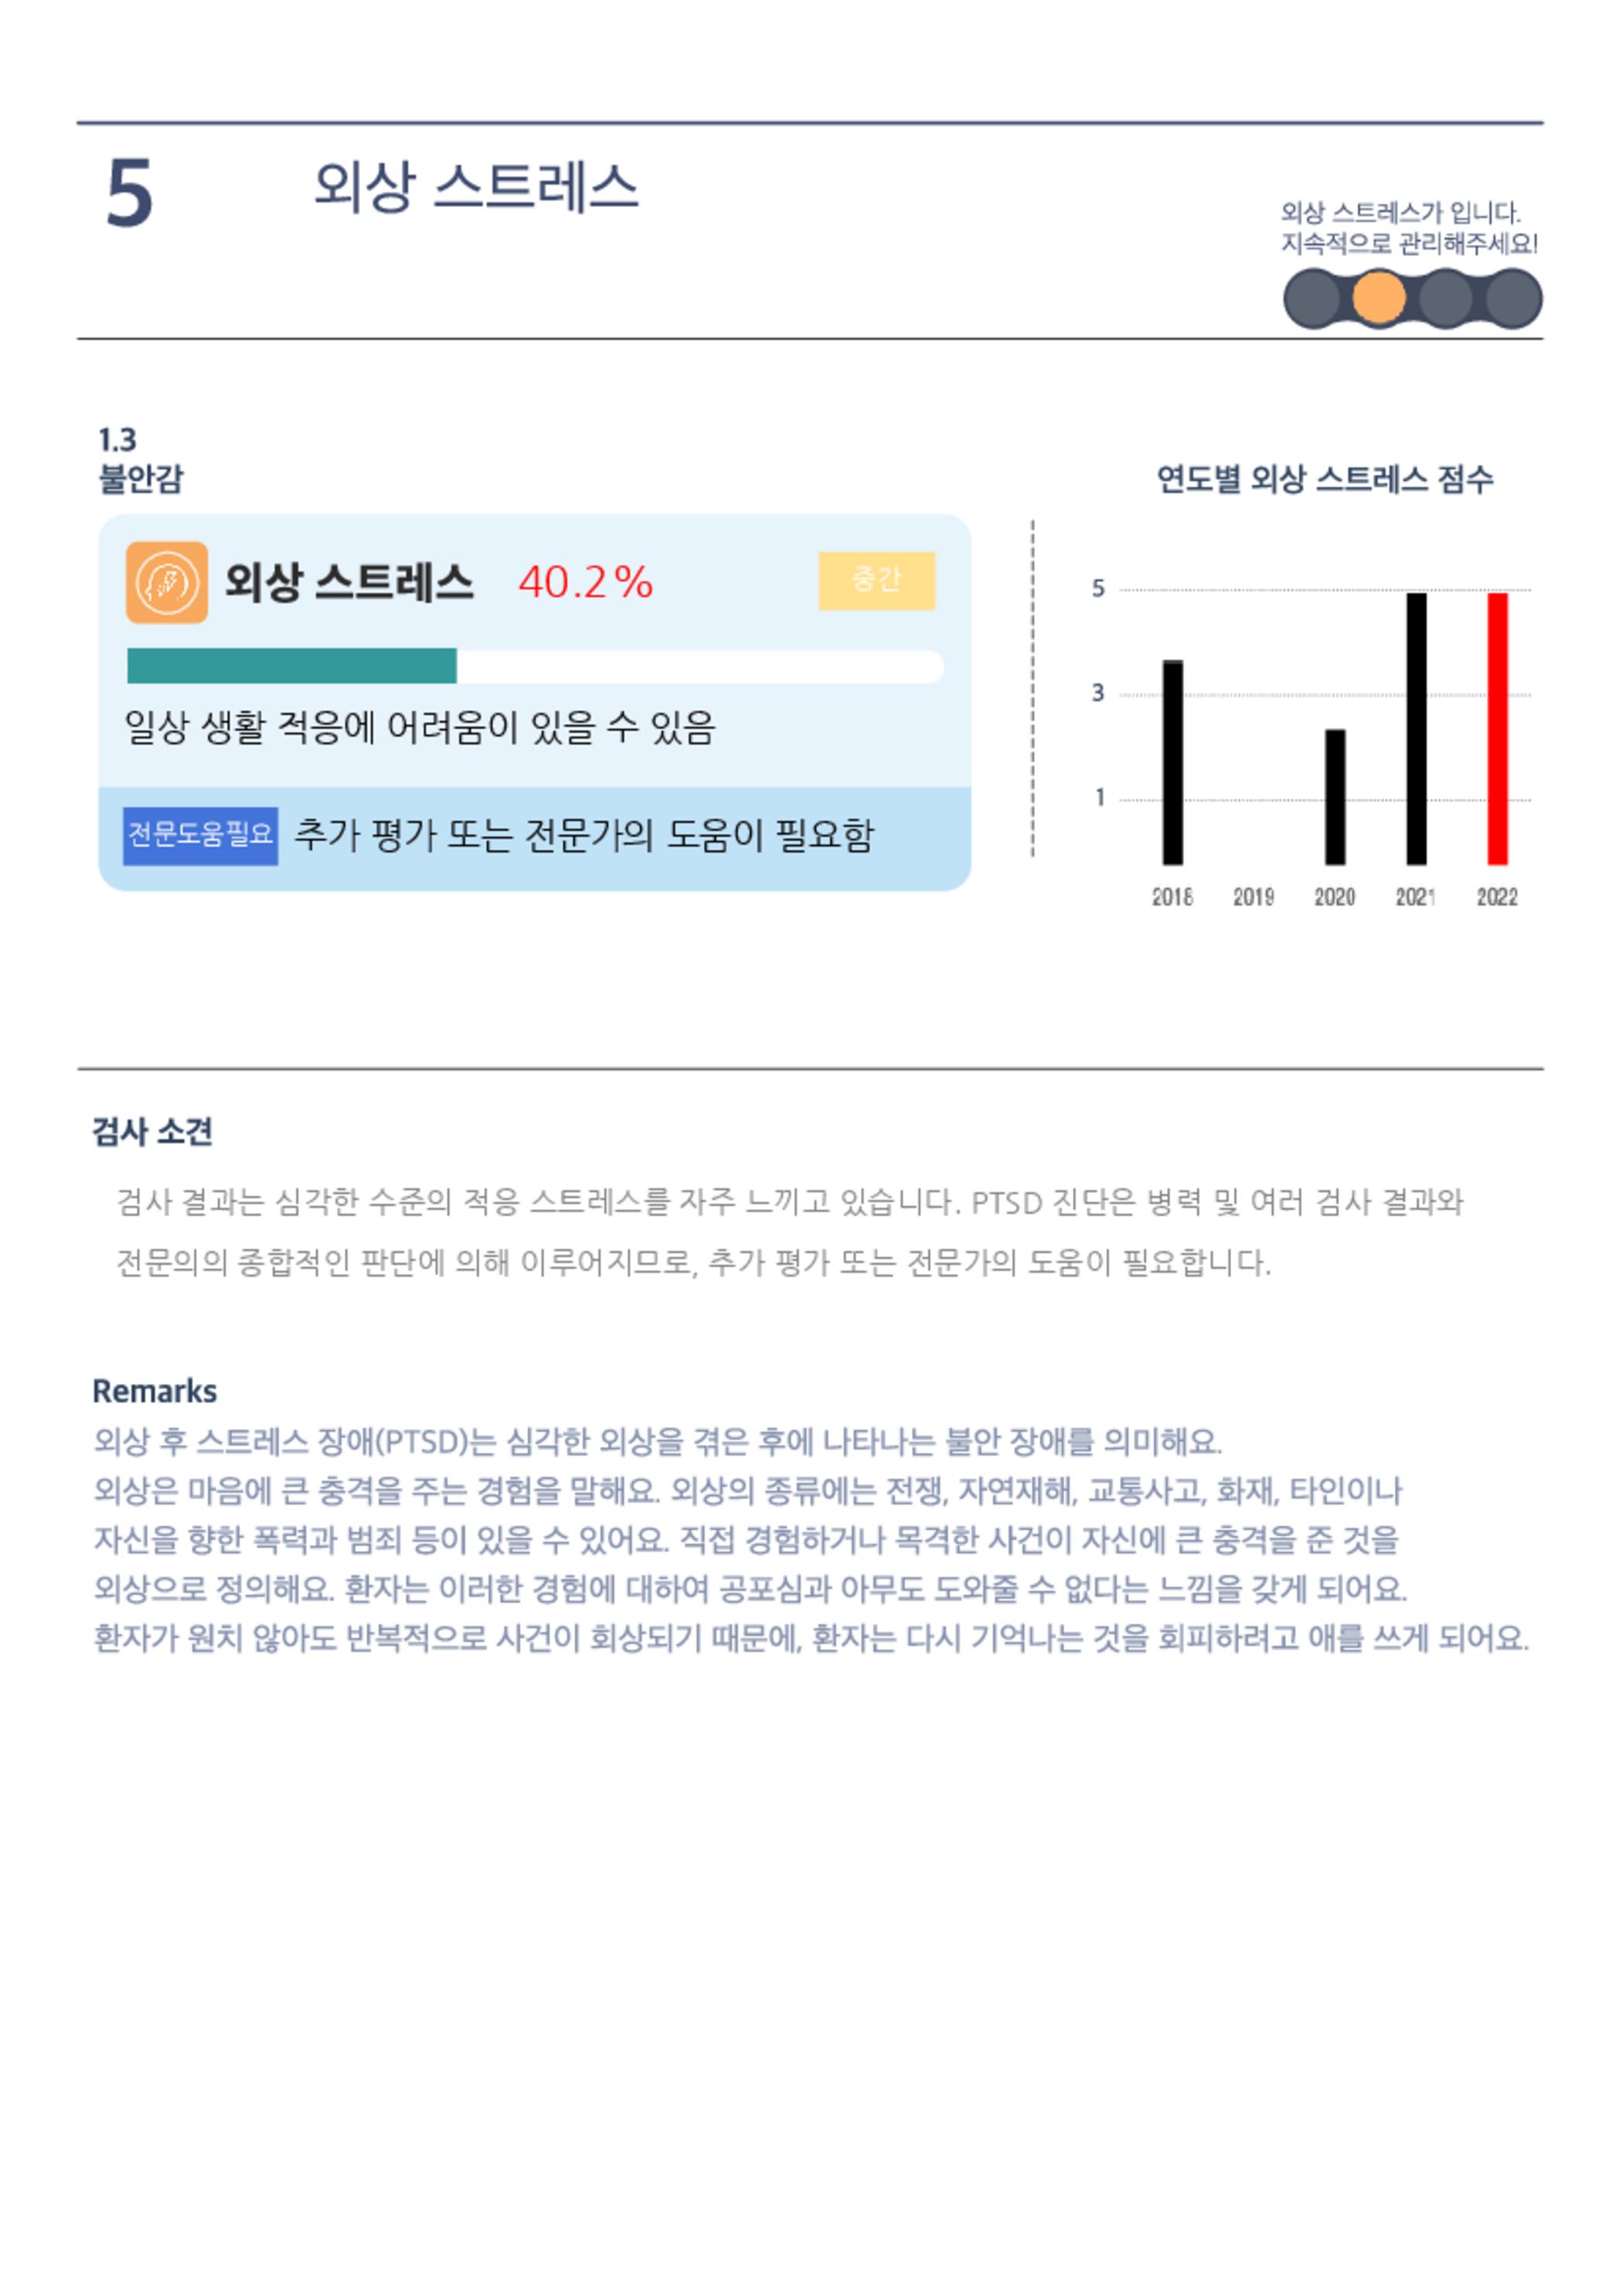 5
외상 스트레스
외상 스트레스가 입니다.
지속적으로 관리해주세요!
1.3
불안감
외상 스트레스 40.2% 중간
일상 생활 적응에 어려움이 있을 수 있음
전문도움필요 추가 평가 또는 전문가의 도움이 필요함
연도별 외상 스트레스 점수
5
3
1
2018 2019 2020 2021 2022
검사 소견
검사 결과는 심각한 수준의 적응 스트레스를 자주 느끼고 있습니다. PTSD 진단은 병력 및 여러 검사 결과와
전문의의 종합적인 판단에 의해 이루어지므로, 추가 평가 또는 전문가의 도움이 필요합니다.
Remarks
외상 후 스트레스 장애(PTSD)는 심각한 외상을 겪은 후에 나타나는 불안 장애를 의미해요.
외상은 마음에 큰 충격을 주는 경험을 말해요. 외상의 종류에는 전쟁, 자연재해, 교통사고, 화재, 타인이나
자신을 향한 폭력과 범죄 등이 있을 수 있어요. 직접 경험하거나 목격한 사건이 자신에 큰 충격을 준 것을
외상으로 정의해요. 환자는 이러한 경험에 대하여 공포심과 아무도 도와줄 수 없다는 느낌을 갖게 되어요.
환자가 원치 않아도 반복적으로 사건이 회상되기 때문에, 환자는 다시 기억나는 것을 회피하려고 애를 쓰게 되어요.